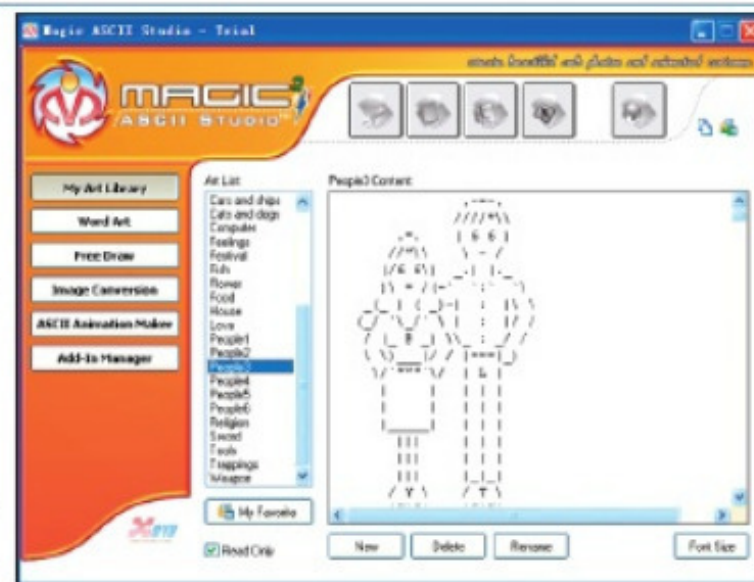 Magic ASCII Studio - Trial
MAGIC
ASCII STUDIO
My Art Library
Word Art
Free Draw
Image Conversion
ASCII Animation Maker
Add-In Manager
Art List
Cars and ships
Cats and dogs
Computer
Feelings
Festival
Fish
Flower
Food
House
Love
People1
People2
People3
People4
People5
People6
Religion
Sword
Tools
Trappings
Weapon
My Favorite
Read Only
People3 Content:
New
Delete
Rename
Font Size